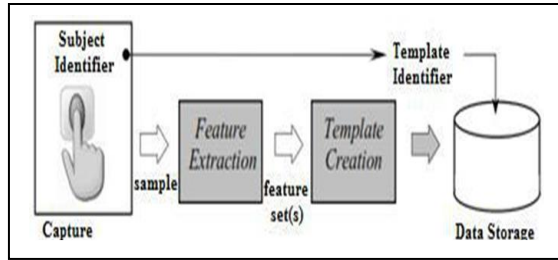 Subject
Identifier
Template
Identifier
Feature
Extraction
Template
Creation
sample
feature
set(s)
Capture
Data Storage